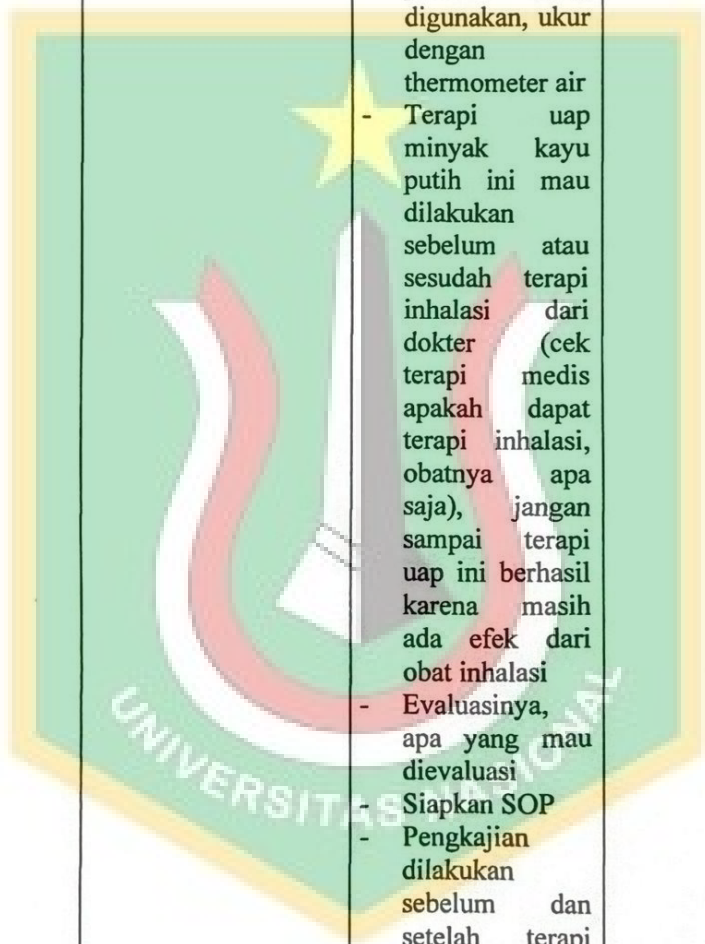 digunakan, ukur
dengan
thermometer air
- Terapi uap
minyak kayu
putih ini mau
dilakukan
sebelum atau
sesudah terapi
inhalasi dari
dokter (cek
terapi medis
apakah dapat
terapi inhalasi,
obatnya apa
saja), jangan
sampai terapi
uap ini berhasil
karena masih
ada efek dari
obat inhalasi
- Evaluasinya,
apa yang mau
dievaluasi
- Siapkan SOP
- Pengkajian
dilakukan
sebelum dan
setelah terapi
UNIVERSITAS NASIONAL